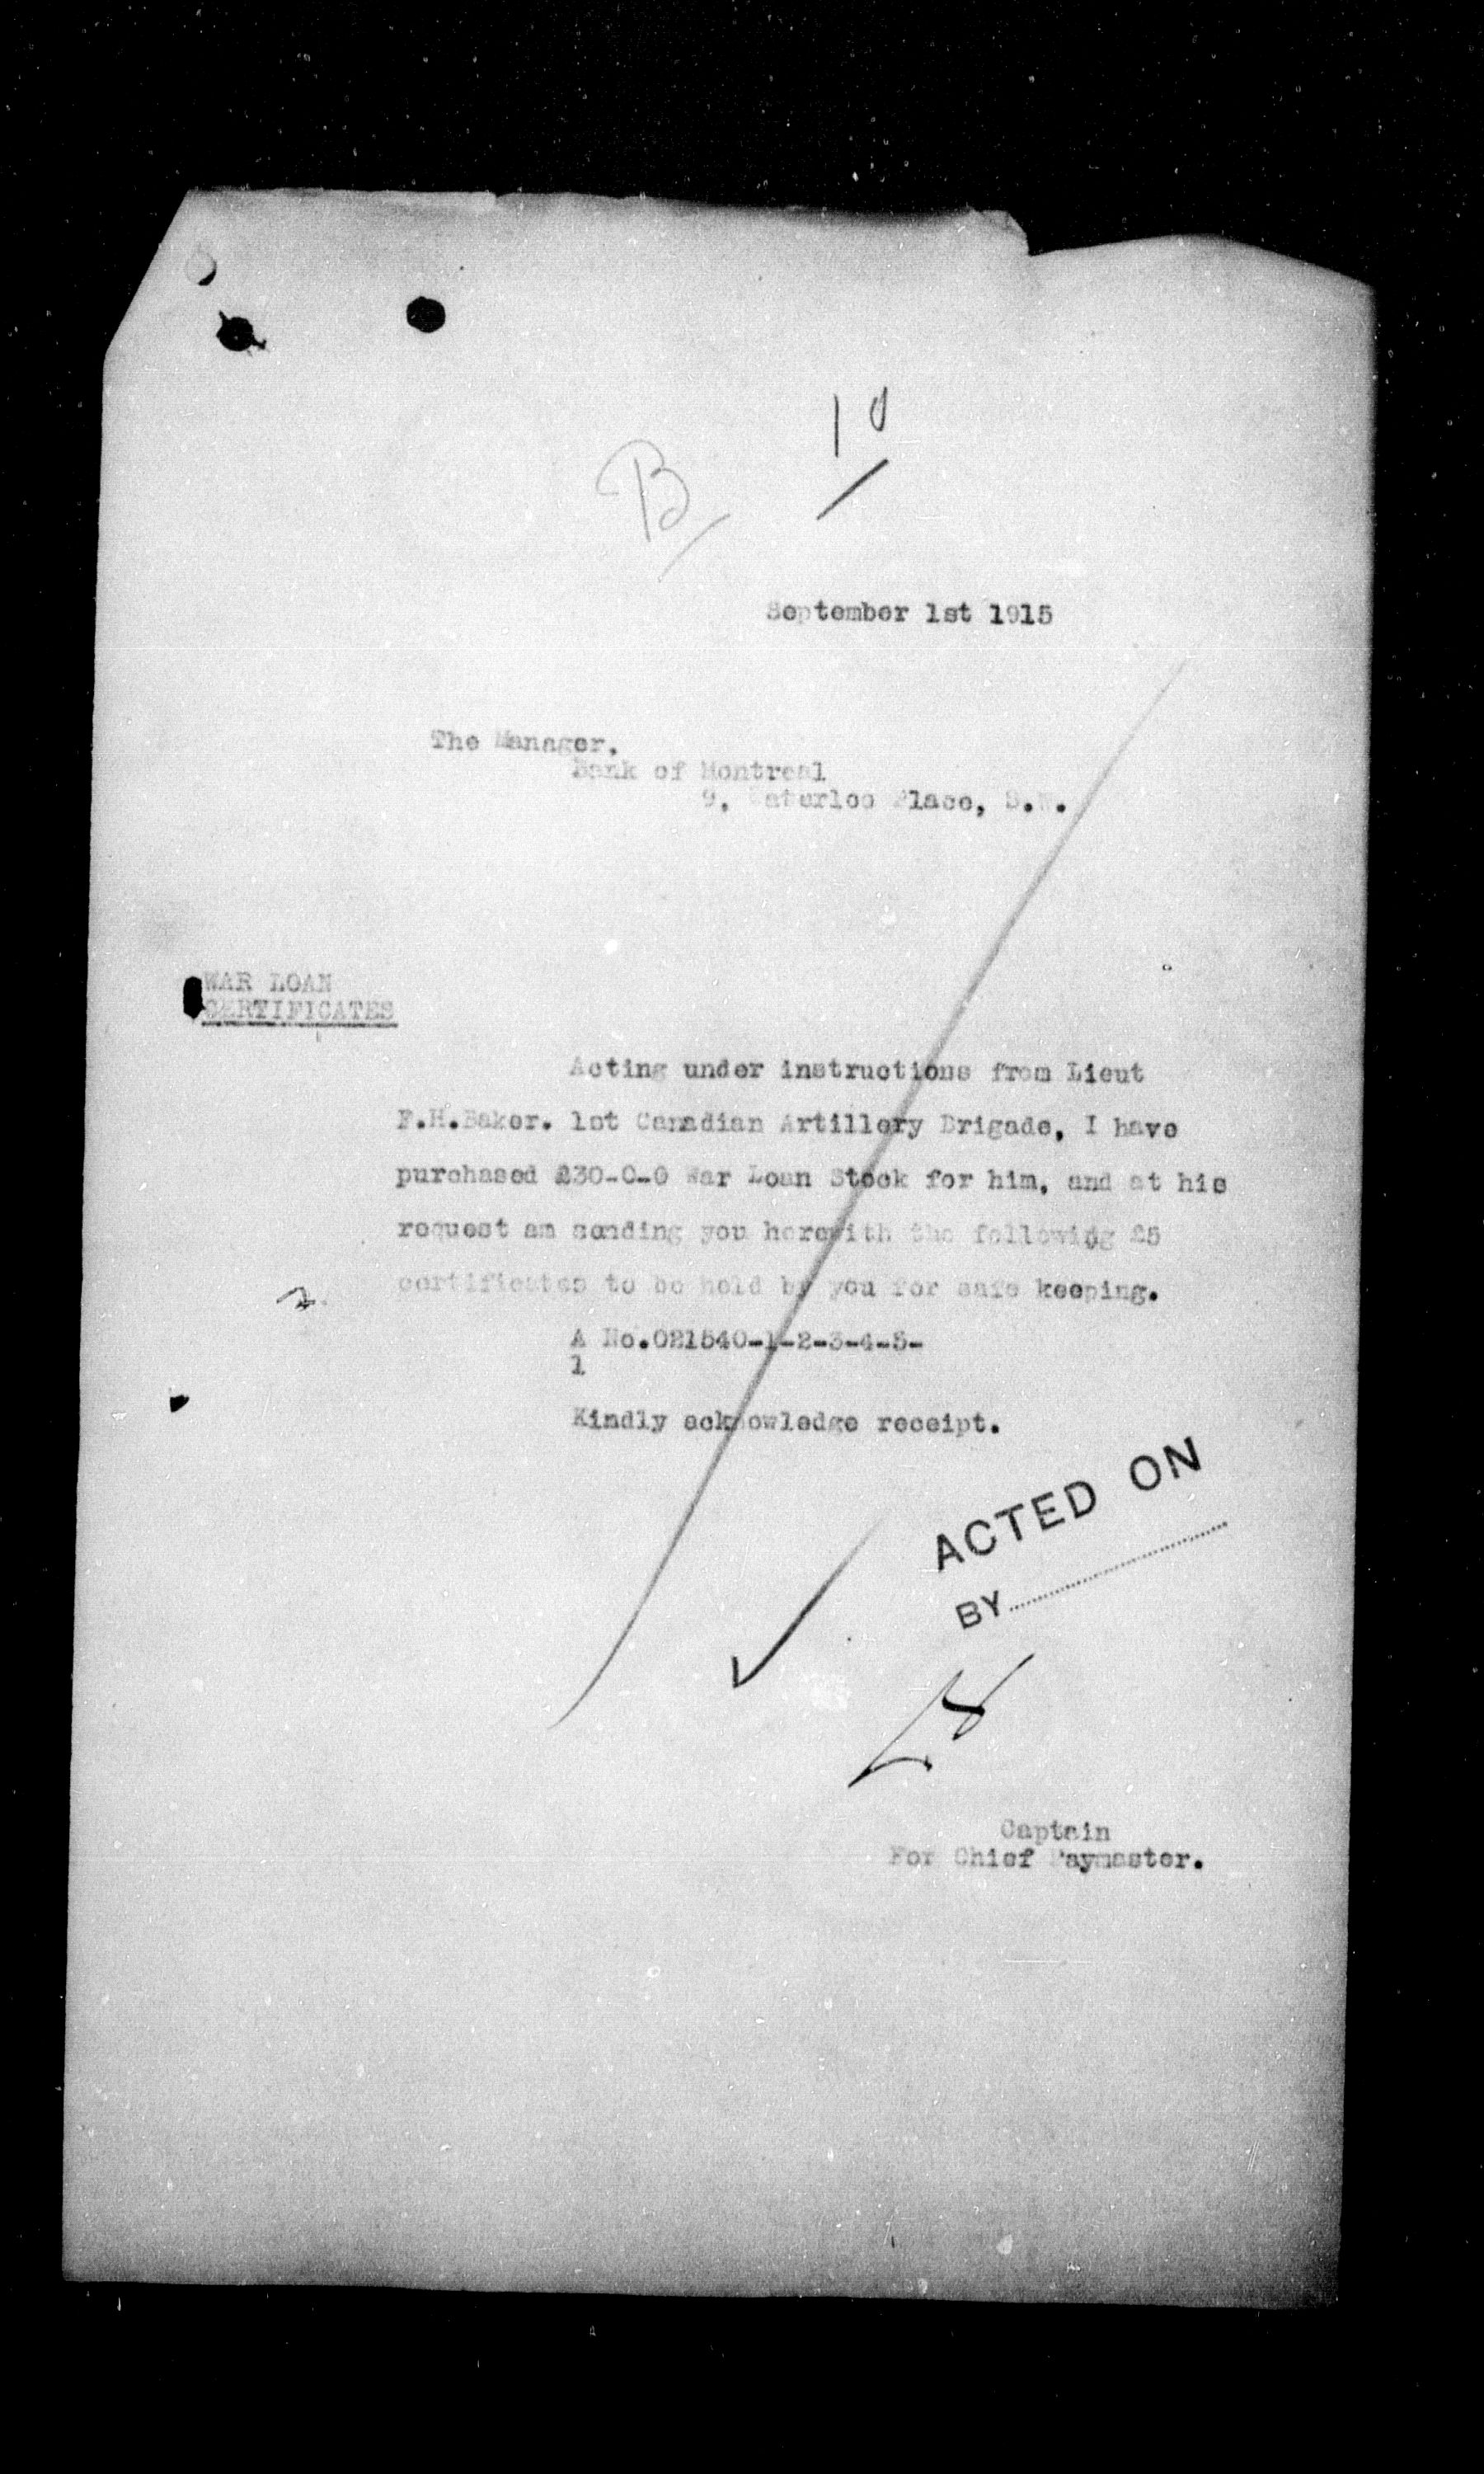 10
B
September 1st 1915
The Manager.
Bank of Montreal
9, Waterloo Place, S.W.
WAR LOAN
CERTIFICATES
Acting under instructions from Lieut
F.H.Baker. 1st Canadian Artillery Brigade, I have
purchased £30-0-0 War Loan Stock for him, and at his
request am sending you herewith the following £5
certificates to be held by you for safe keeping.
A No.021540-1-2-3-4-5-
1
Kindly acknowledge receipt.
ACTED ON
BY
Captain
For Chief Paymaster.